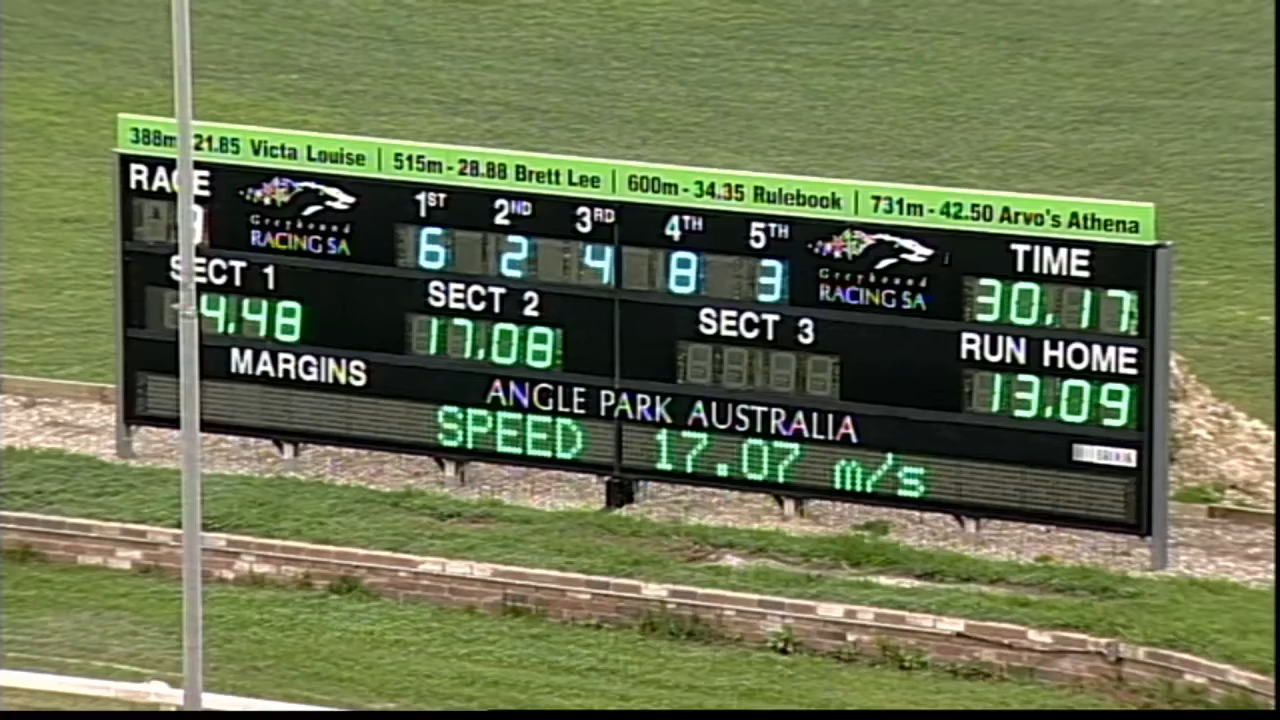 388m - 21.85 Victa Louise | 515m - 28.88 Brett Lee | 600m - 34.35 Rulebook | 731m - 42.50 Arvo's Athena
RACE
Greyhound
RACING SA
1ST 2ND 3RD 4TH 5TH
6 2 4 8 3
Greyhound
RACING SA
TIME
30.17
SECT 1
4.48
SECT 2
17.08
SECT 3
RUN HOME
13.09
MARGINS
ANGLE PARK AUSTRALIA
SPEED 17.07 m/s